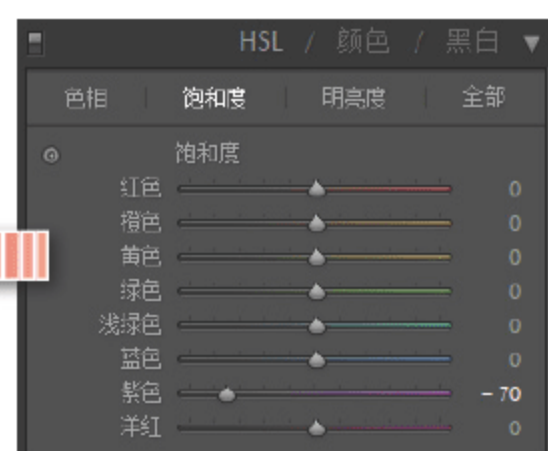 HSL / 颜色 / 黑白
色相 饱和度 明亮度 全部
饱和度
红色 0
橙色 0
黄色 0
绿色 0
浅绿色 0
蓝色 0
紫色 - 70
洋红 0